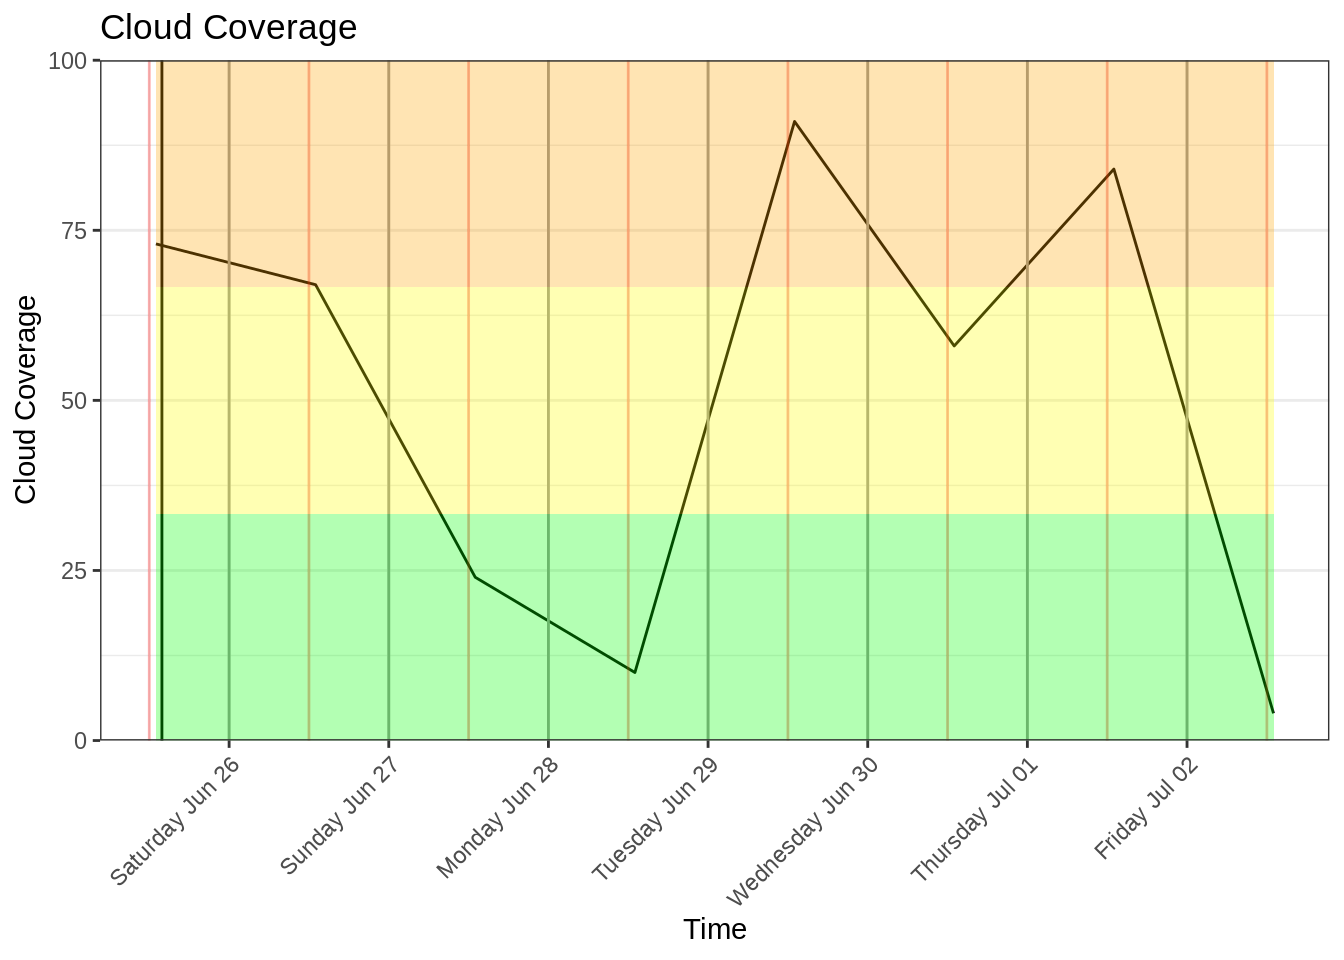 Cloud Coverage
100
75
50
25
0
Cloud Coverage
Saturday Jun 26
Sunday Jun 27
Monday Jun 28
Tuesday Jun 29
Wednesday Jun 30
Thursday Jul 01
Friday Jul 02
Time